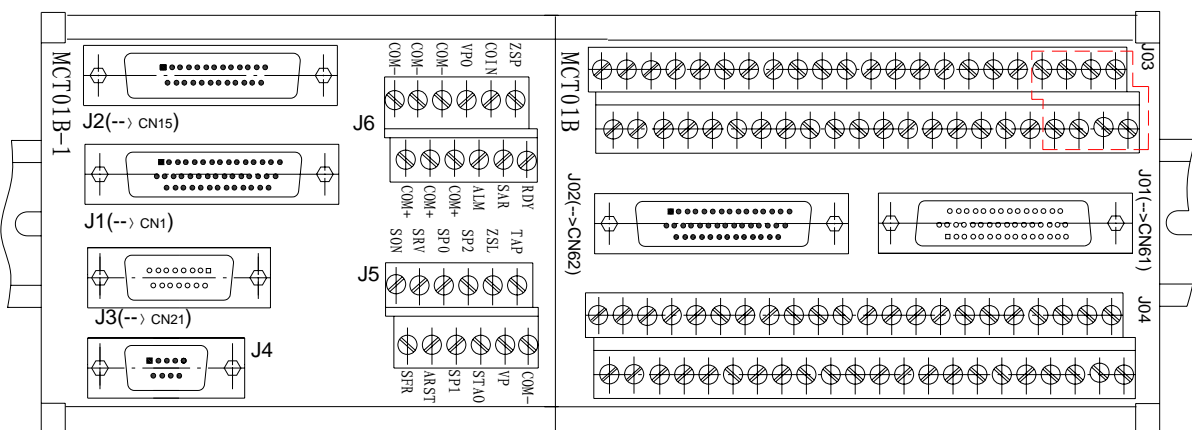 MCT01B-1
J2(--> CN15)
J1(--> CN1)
J3(--> CN21)
J4
COM- COM- COM- VPO COIN ZSP
J6
COM+ COM+ COM+ ALM SAR RDY
SON SRV SPO SP2 ZSL TAP
J5
SFR ARST SP1 STAO VP COM-
MCT01B
J03
J02(-->CN62)
J01(-->CN61)
J04